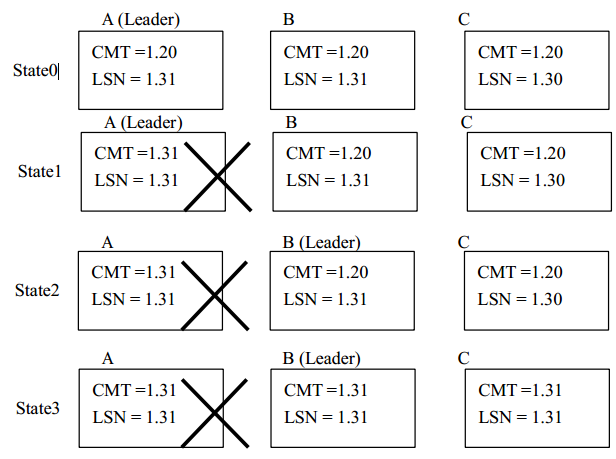 A (Leader) B C
State0 CMT =1.20 CMT =1.20 CMT =1.20
LSN = 1.31 LSN = 1.31 LSN = 1.30
A (Leader) B C
State1 CMT =1.31 CMT =1.20 CMT =1.20
LSN = 1.31 LSN = 1.31 LSN = 1.30
A B (Leader) C
State2 CMT =1.31 CMT =1.20 CMT =1.20
LSN = 1.31 LSN = 1.31 LSN = 1.30
A B (Leader) C
State3 CMT =1.31 CMT =1.31 CMT =1.31
LSN = 1.31 LSN = 1.31 LSN = 1.31